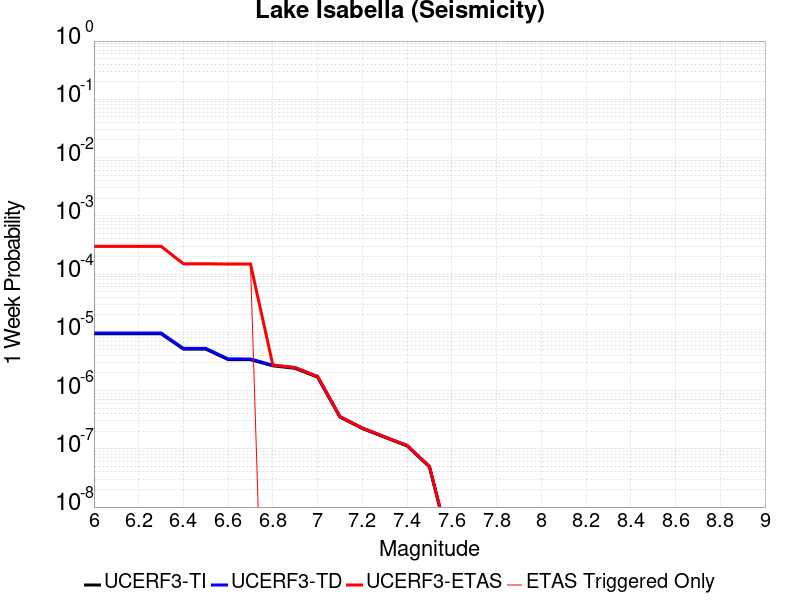 Lake Isabella (Seismicity)
1 Week Probability
10^0
10^-1
10^-2
10^-3
10^-4
10^-5
10^-6
10^-7
10^-8
6 6.2 6.4 6.6 6.8 7 7.2 7.4 7.6 7.8 8 8.2 8.4 8.6 8.8 9
Magnitude
UCERF3-TI UCERF3-TD UCERF3-ETAS ETAS Triggered Only